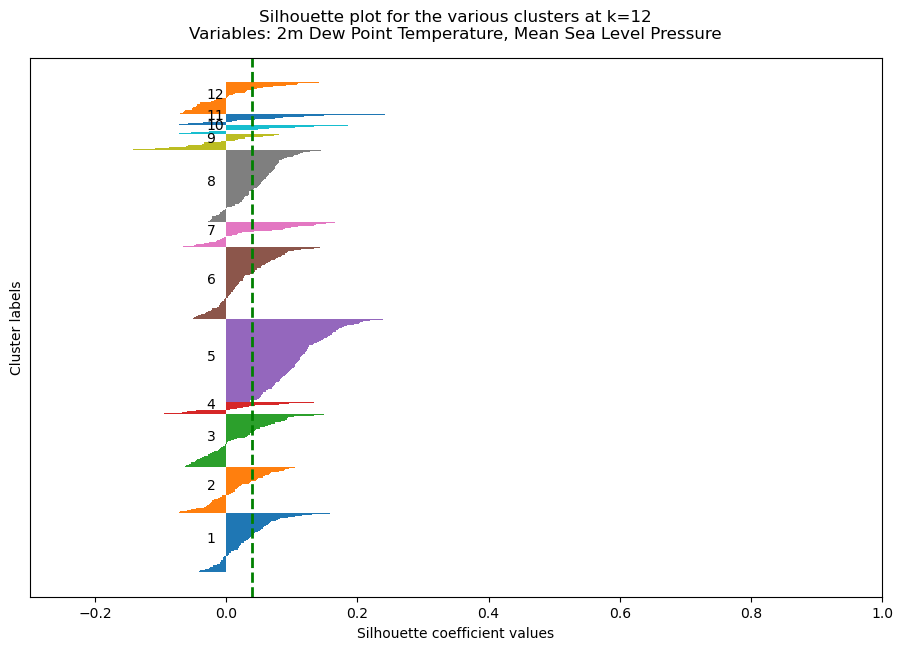 Silhouette plot for the various clusters at k=12
Variables: 2m Dew Point Temperature, Mean Sea Level Pressure
12
11
10
9
8
7
6
5
4
3
2
1
Cluster labels
−0.2 0.0 0.2 0.4 0.6 0.8 1.0
Silhouette coefficient values